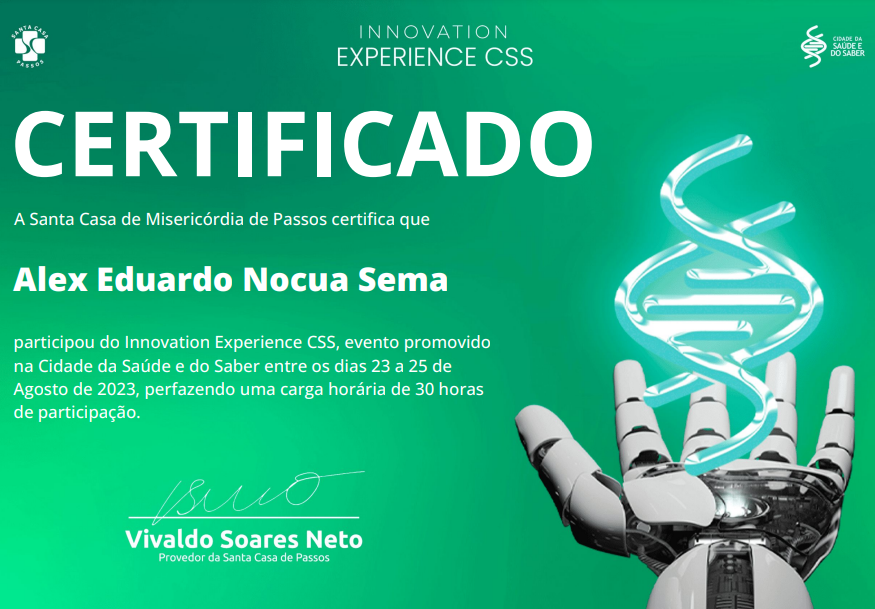 SANTA CASA
PASSOS
INNOVATION
EXPERIENCE CSS
CIDADE DA
SAÚDE E
DO SABER
CERTIFICADO
A Santa Casa de Misericórdia de Passos certifica que
Alex Eduardo Nocua Sema
participou do Innovation Experience CSS, evento promovido
na Cidade da Saúde e do Saber entre os dias 23 a 25 de
Agosto de 2023, perfazendo uma carga horária de 30 horas
de participação.
Vivaldo Soares Neto
Provedor da Santa Casa de Passos